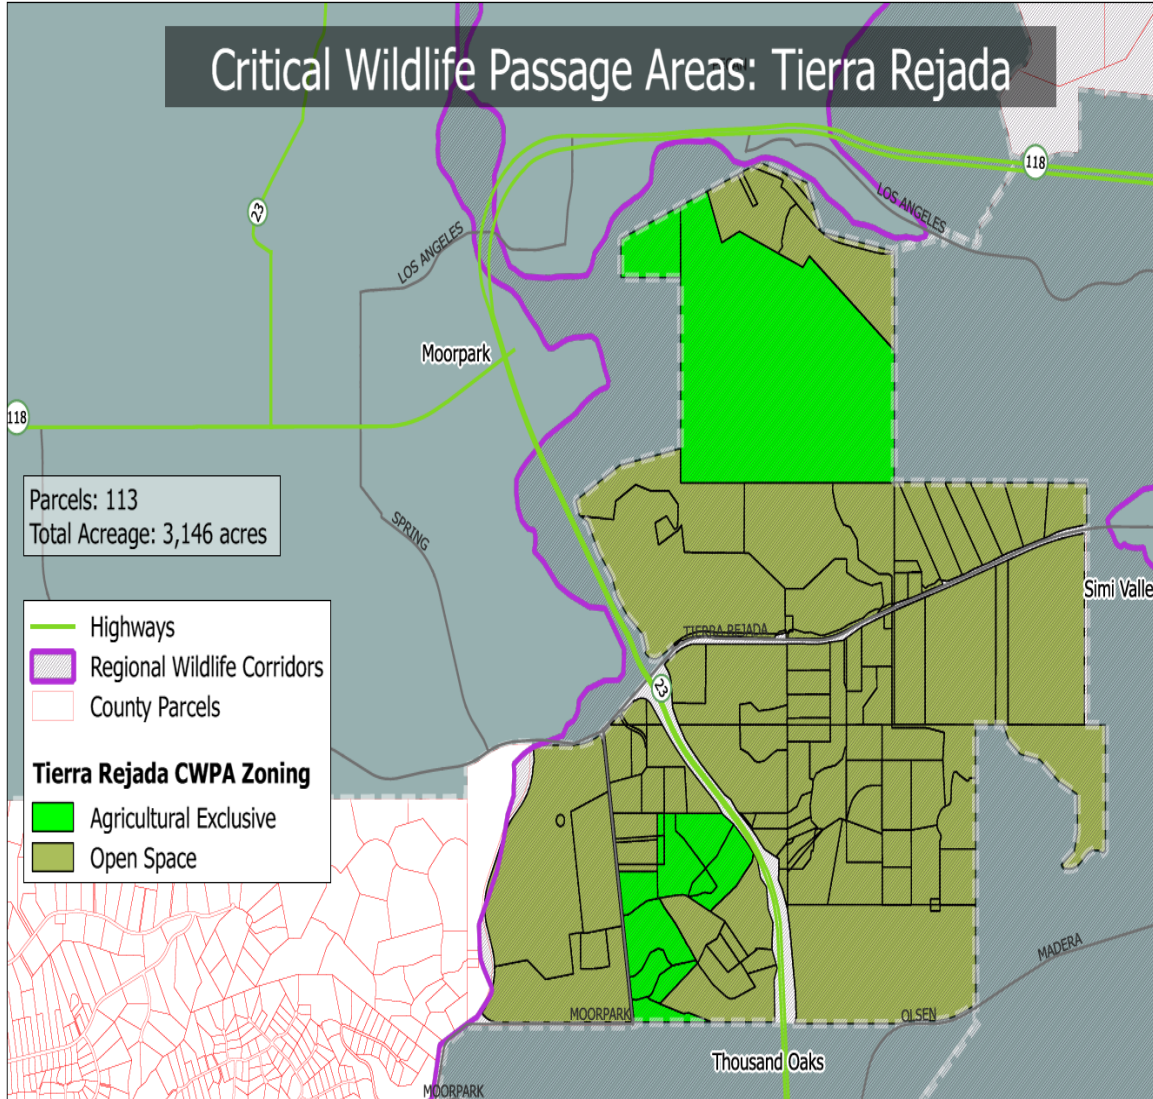 Critical Wildlife Passage Areas: Tierra Rejada
118
23
LOS ANGELES
LOS ANGELES
Moorpark
118
Parcels: 113
Total Acreage: 3,146 acres
SPRING
Simi Valle
Highways
Regional Wildlife Corridors
County Parcels
TIERRA REJADA
23
Tierra Rejada CWPA Zoning
Agricultural Exclusive
Open Space
MADERA
MOORPARK
OLSEN
Thousand Oaks
MOORPARK